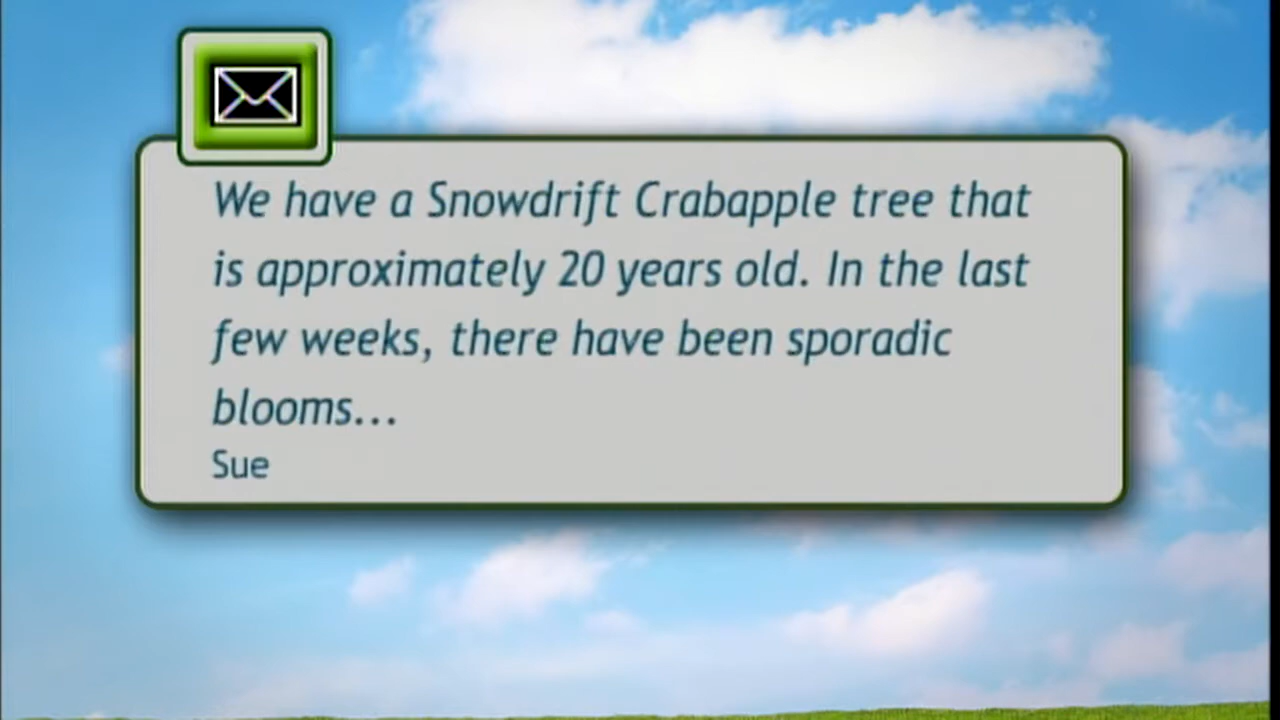 We have a Snowdrift Crabapple tree that
is approximately 20 years old. In the last
few weeks, there have been sporadic
blooms...
Sue